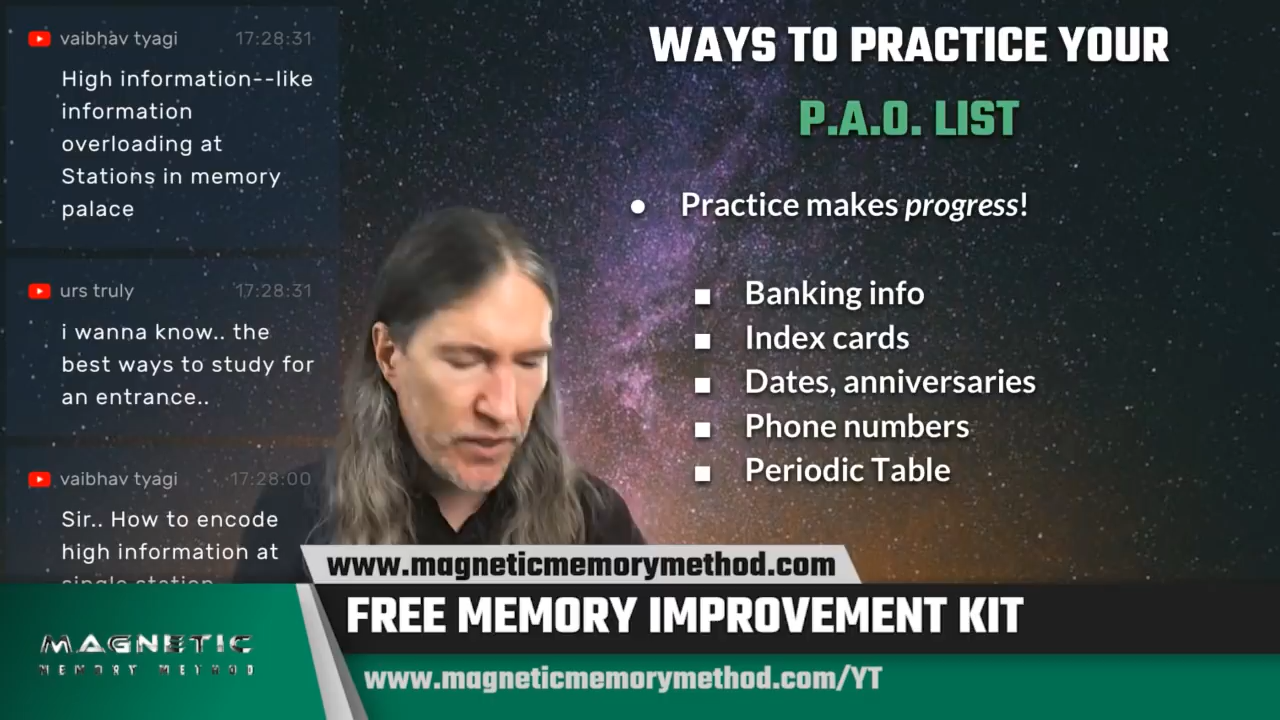 vaibhav tyagi 17:28:31
High information--like
information
overloading at
Stations in memory
palace
urs truly 17:28:31
i wanna know.. the
best ways to study for
an entrance..
vaibhav tyagi 17:28:00
Sir.. How to encode
high information at
single station
WAYS TO PRACTICE YOUR
P.A.O. LIST
● Practice makes progress!
■ Banking info
■ Index cards
■ Dates, anniversaries
■ Phone numbers
■ Periodic Table
www.magneticmemorymethod.com
FREE MEMORY IMPROVEMENT KIT
www.magneticmemorymethod.com/YT
MAGNETIC
MEMORY METHOD